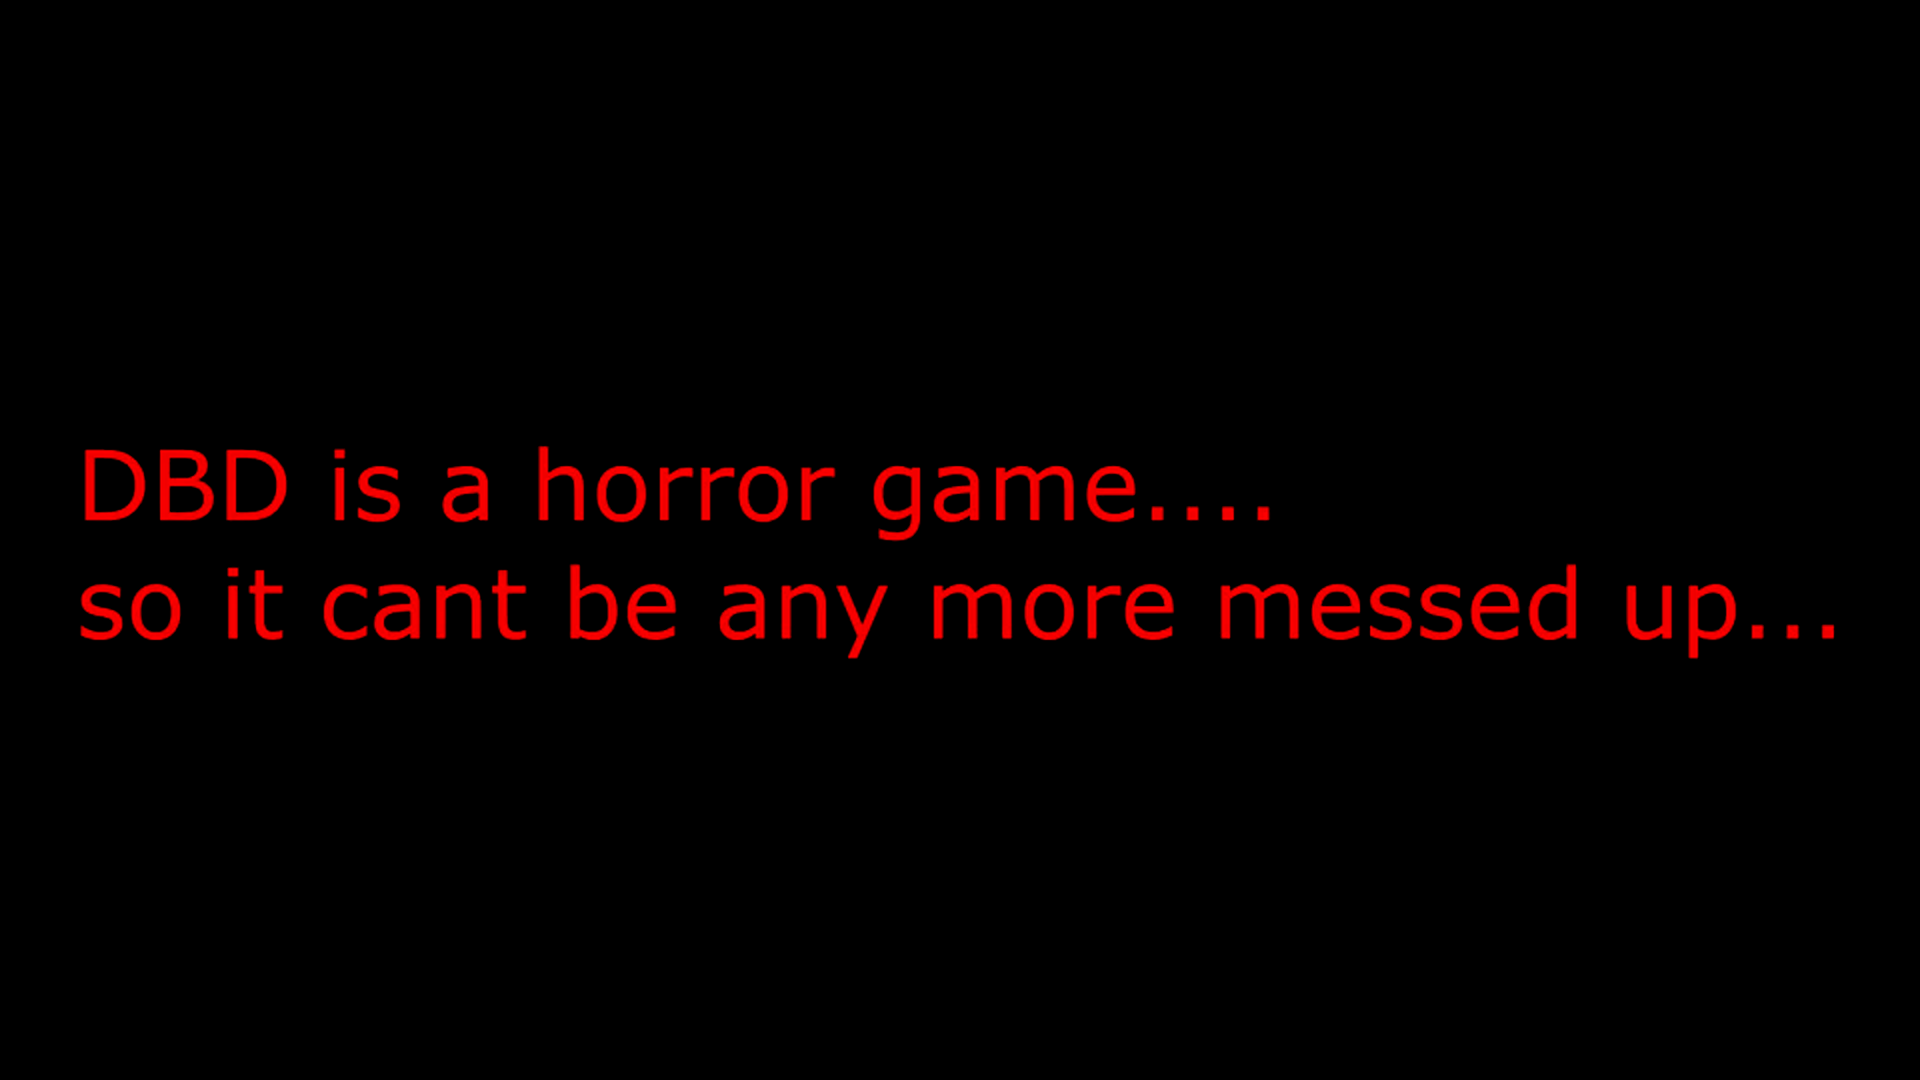 DBD is a horror game....
so it cant be any more messed up...